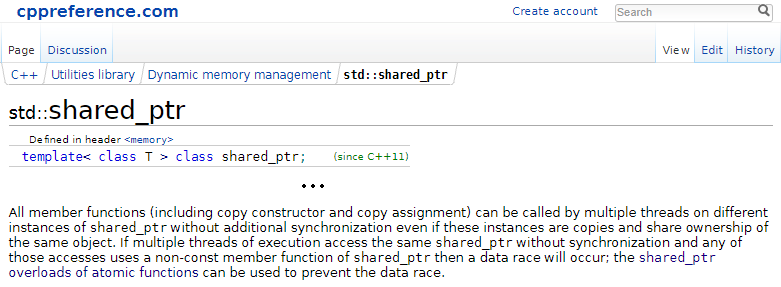 cppreference.com
Create account
Search
Page Discussion
View Edit History
C++ Utilities library Dynamic memory management std::shared_ptr
std::shared_ptr
Defined in header <memory>
template< class T > class shared_ptr; (since C++11)
•••
All member functions (including copy constructor and copy assignment) can be called by multiple threads on different
instances of shared_ptr without additional synchronization even if these instances are copies and share ownership of
the same object. If multiple threads of execution access the same shared_ptr without synchronization and any of
those accesses uses a non-const member function of shared_ptr then a data race will occur; the shared_ptr
overloads of atomic functions can be used to prevent the data race.